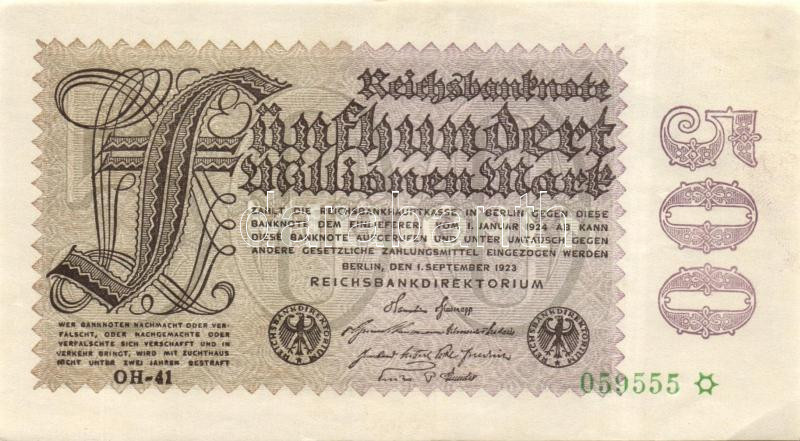 Reichsbanknote
Fünfhundert
Millionen Mark
ZAHLT DIE REICHSBANKHAUPTKASSE IN BERLIN GEGEN DIESE
BANKNOTE DEM EINLIEFERER. VOM 1. JANUAR 1924 AB KANN
DIESE BANKNOTE AUFGERUFEN UND UNTER UMTAUSCH GEGEN
ANDERE GESETZLICHE ZAHLUNGSMITTEL EINGEZOGEN WERDEN
BERLIN, DEN 1. SEPTEMBER 1923
REICHSBANKDIREKTORIUM
WER BANKNOTEN NACHMACHT ODER VER-
FÄLSCHT, ODER NACHGEMACHTE ODER
VERFÄLSCHTE SICH VERSCHAFFT UND IN
VERKEHR BRINGT, WIRD MIT ZUCHTHAUS
NICHT UNTER ZWEI JAHREN BESTRAFT
OH-41
REICHSBANKDIREKTORIUM
REICHSBANKDIREKTORIUM
059555
500